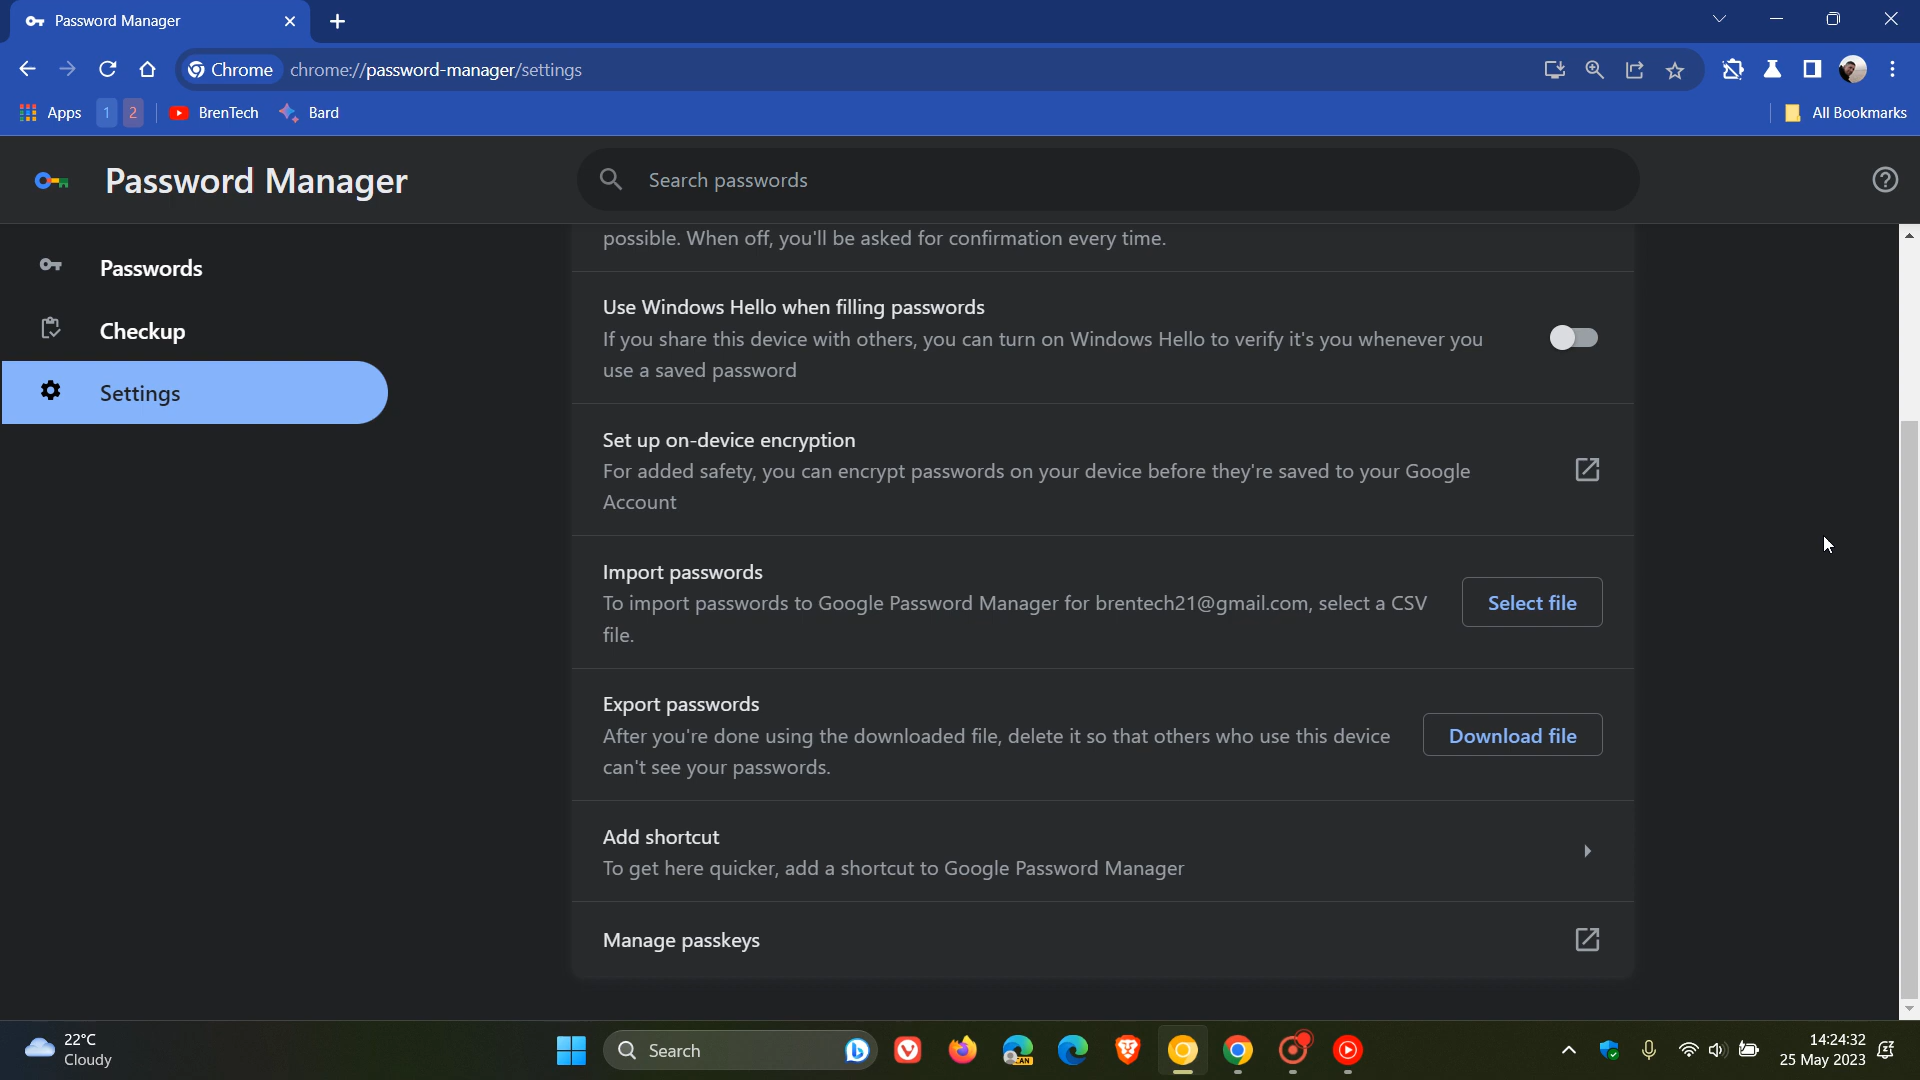 Password Manager
Chrome chrome://password-manager/settings
Apps 1 2 BrenTech Bard All Bookmarks
Password Manager
Search passwords
Passwords
Checkup
Settings
possible. When off, you'll be asked for confirmation every time.
Use Windows Hello when filling passwords
If you share this device with others, you can turn on Windows Hello to verify it's you whenever you
use a saved password
Set up on-device encryption
For added safety, you can encrypt passwords on your device before they're saved to your Google
Account
Import passwords
To import passwords to Google Password Manager for brentech21@gmail.com, select a CSV
file.
Select file
Export passwords
After you're done using the downloaded file, delete it so that others who use this device
can't see your passwords.
Download file
Add shortcut
To get here quicker, add a shortcut to Google Password Manager
Manage passkeys
22°C
Cloudy
Search
CAN
14:24:32
25 May 2023